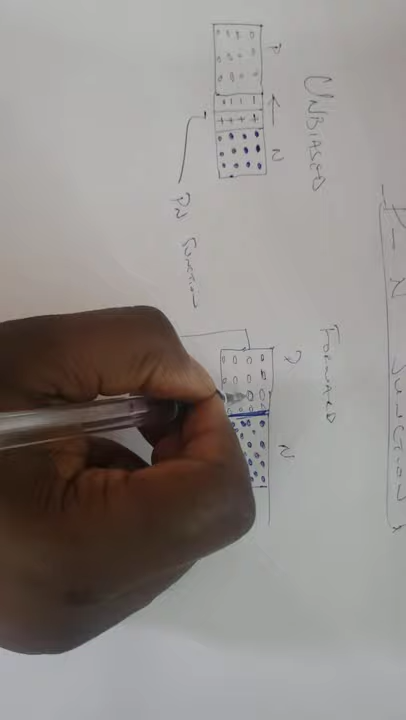 P-N JUNCTION
UNBIASED
P
N
- - -
+ + + +
PN JUNCTION
FORWARD
P
N